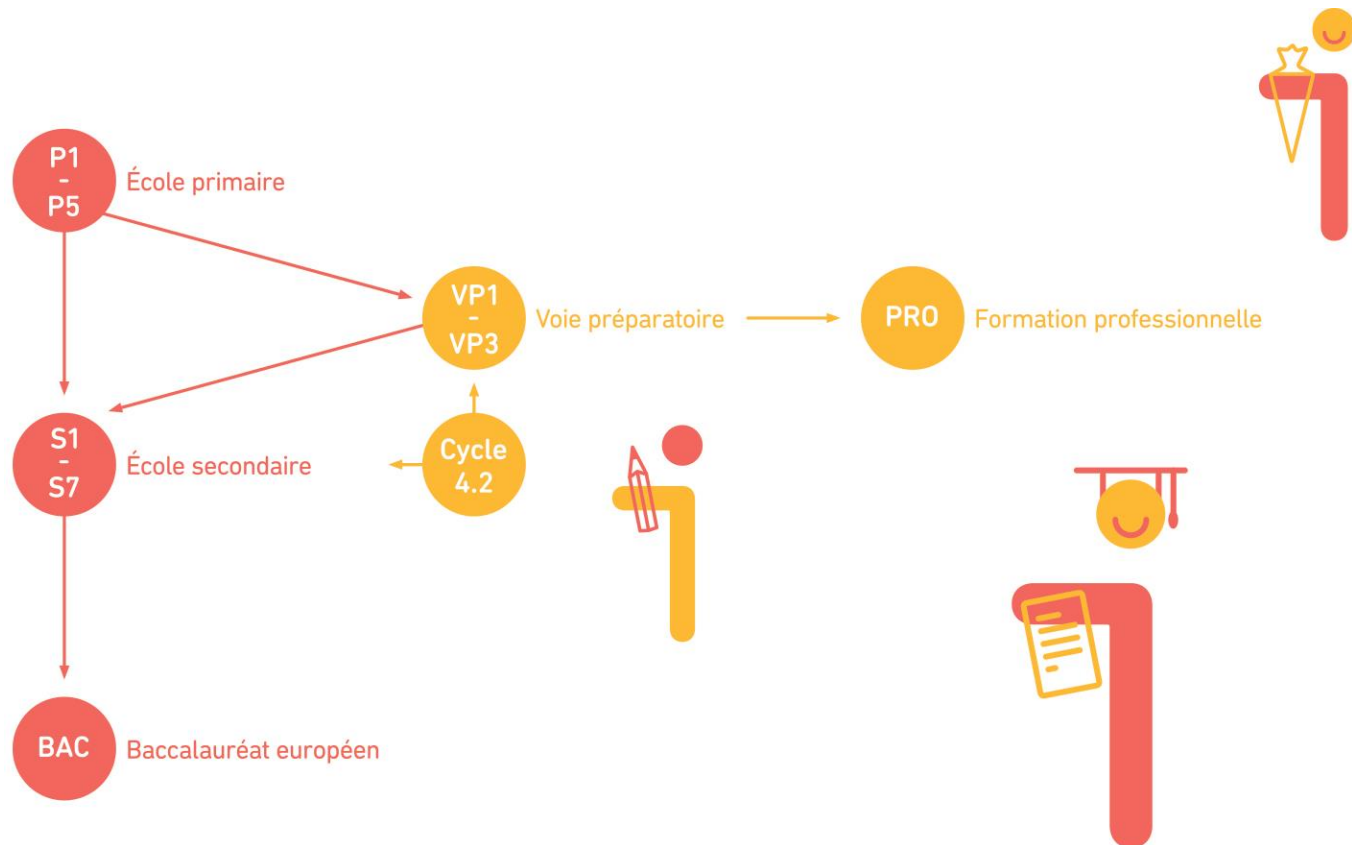 P1
-
P5
École primaire
VP1
-
VP3
Voie préparatoire
PRO
Formation professionnelle
S1
-
S7
École secondaire
Cycle
4.2
BAC
Baccalauréat européen